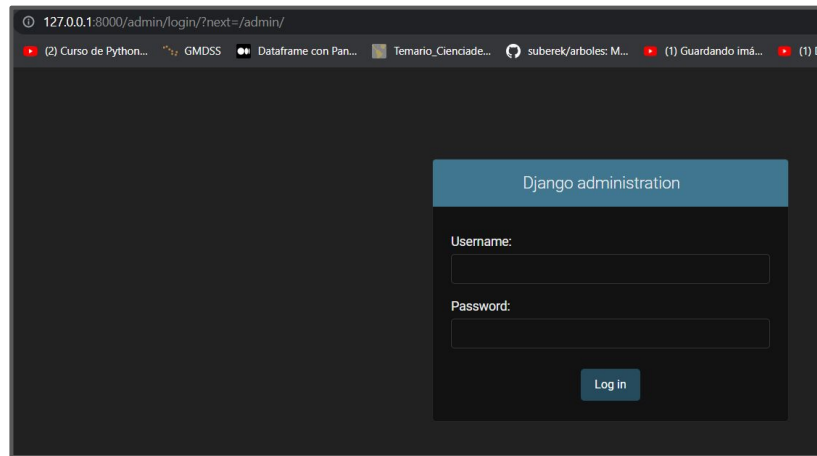 127.0.0.1:8000/admin/login/?next=/admin/
(2) Curso de Python... GMDSS Dataframe con Pan... Temario_Cienciade... suberek/arboles: M... (1) Guardando imá... (1)
Django administration
Username:
Password:
Log in